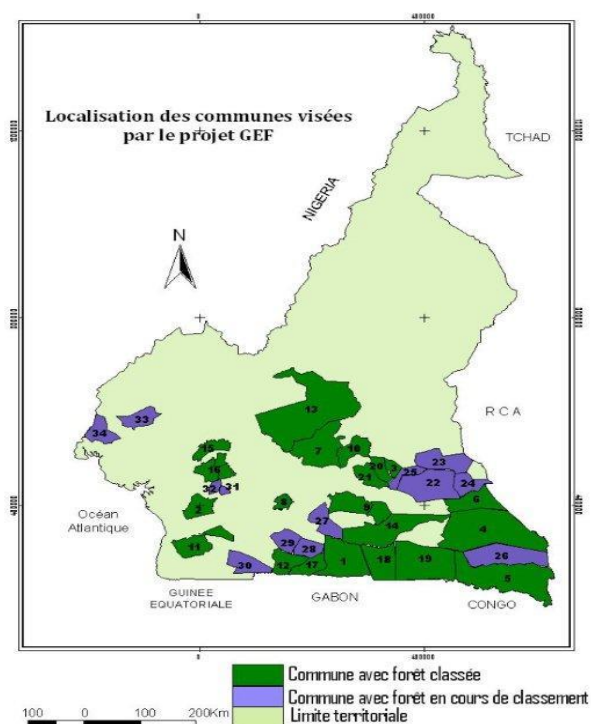 0
400000
Localisation des communes visées
par le projet GEF
TCHAD
NIGERIA
N
R C A
Océan
Atlantique
GUINEE
EQUATORIALE
GABON
CONGO
13
7
10
20
3
21
25
23
22
24
6
4
26
5
33
34
15
16
32
21
2
11
30
8
9
14
27
29
28
12
17
1
18
19
Commune avec forêt classée
Commune avec forêt en cours de classement
Limite territoriale
100
0
100
200Km